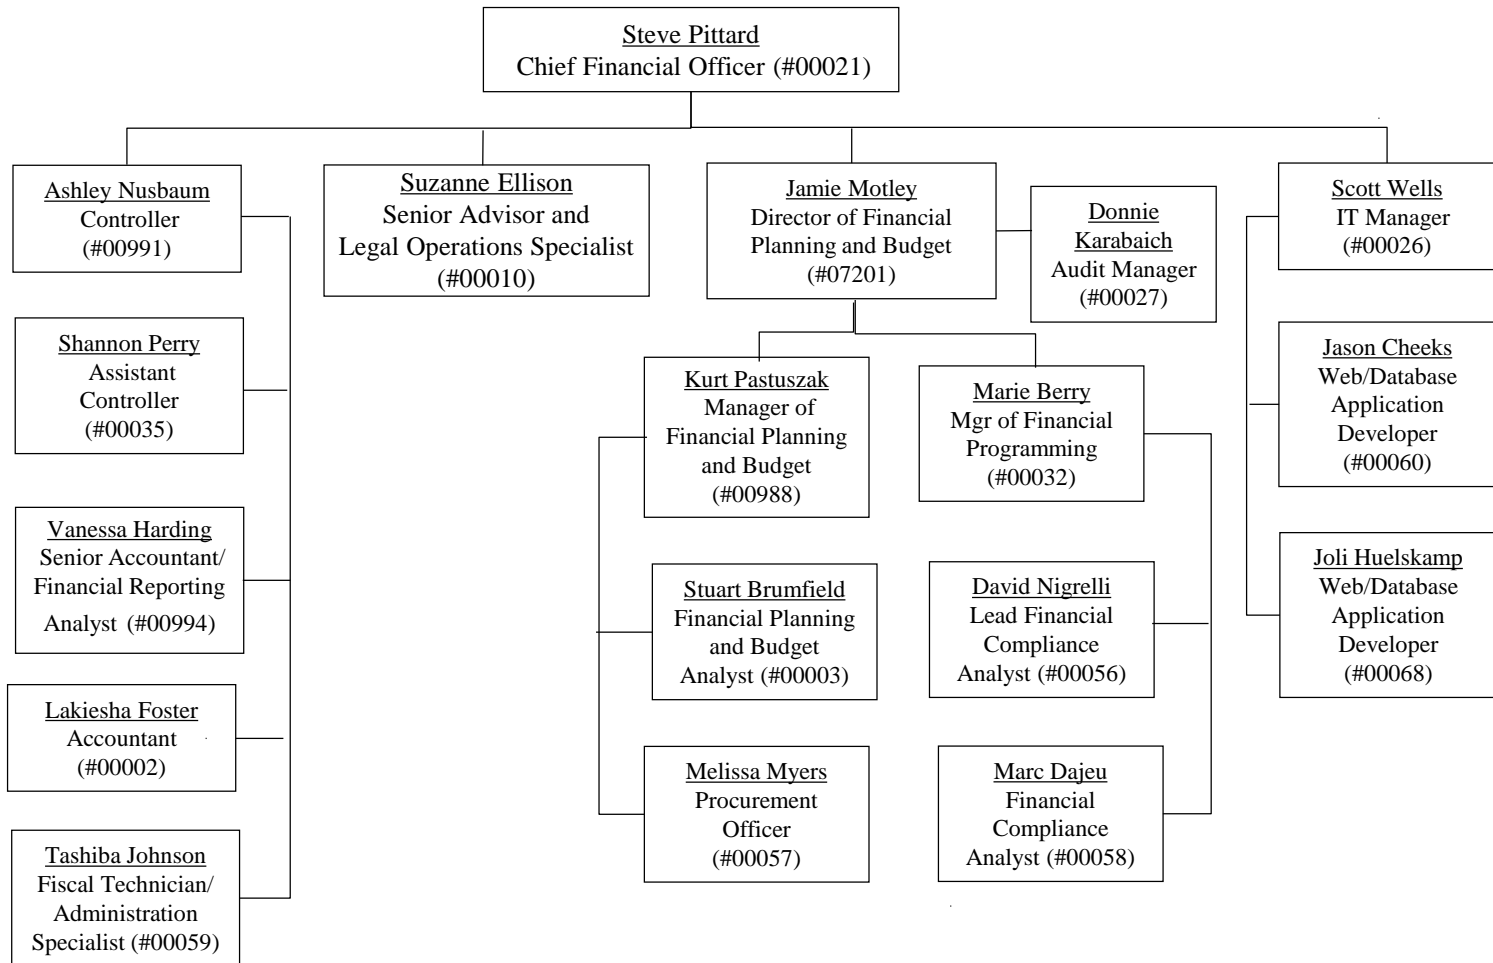 Steve Pittard
Chief Financial Officer (#00021)
Ashley Nusbaum
Controller
(#00991)
Suzanne Ellison
Senior Advisor and
Legal Operations Specialist
(#00010)
Jamie Motley
Director of Financial
Planning and Budget
(#07201)
Donnie
Karabaich
Audit Manager
(#00027)
Scott Wells
IT Manager
(#00026)
Shannon Perry
Assistant
Controller
(#00035)
Kurt Pastuszak
Manager of
Financial Planning
and Budget
(#00988)
Marie Berry
Mgr of Financial
Programming
(#00032)
Jason Cheeks
Web/Database
Application
Developer
(#00060)
Vanessa Harding
Senior Accountant/
Financial Reporting
Analyst (#00994)
Stuart Brumfield
Financial Planning
and Budget
Analyst (#00003)
David Nigrelli
Lead Financial
Compliance
Analyst (#00056)
Joli Huelskamp
Web/Database
Application
Developer
(#00068)
Lakiesha Foster
Accountant
(#00002)
Melissa Myers
Procurement
Officer
(#00057)
Marc Dajeu
Financial
Compliance
Analyst (#00058)
Tashiba Johnson
Fiscal Technician/
Administration
Specialist (#00059)